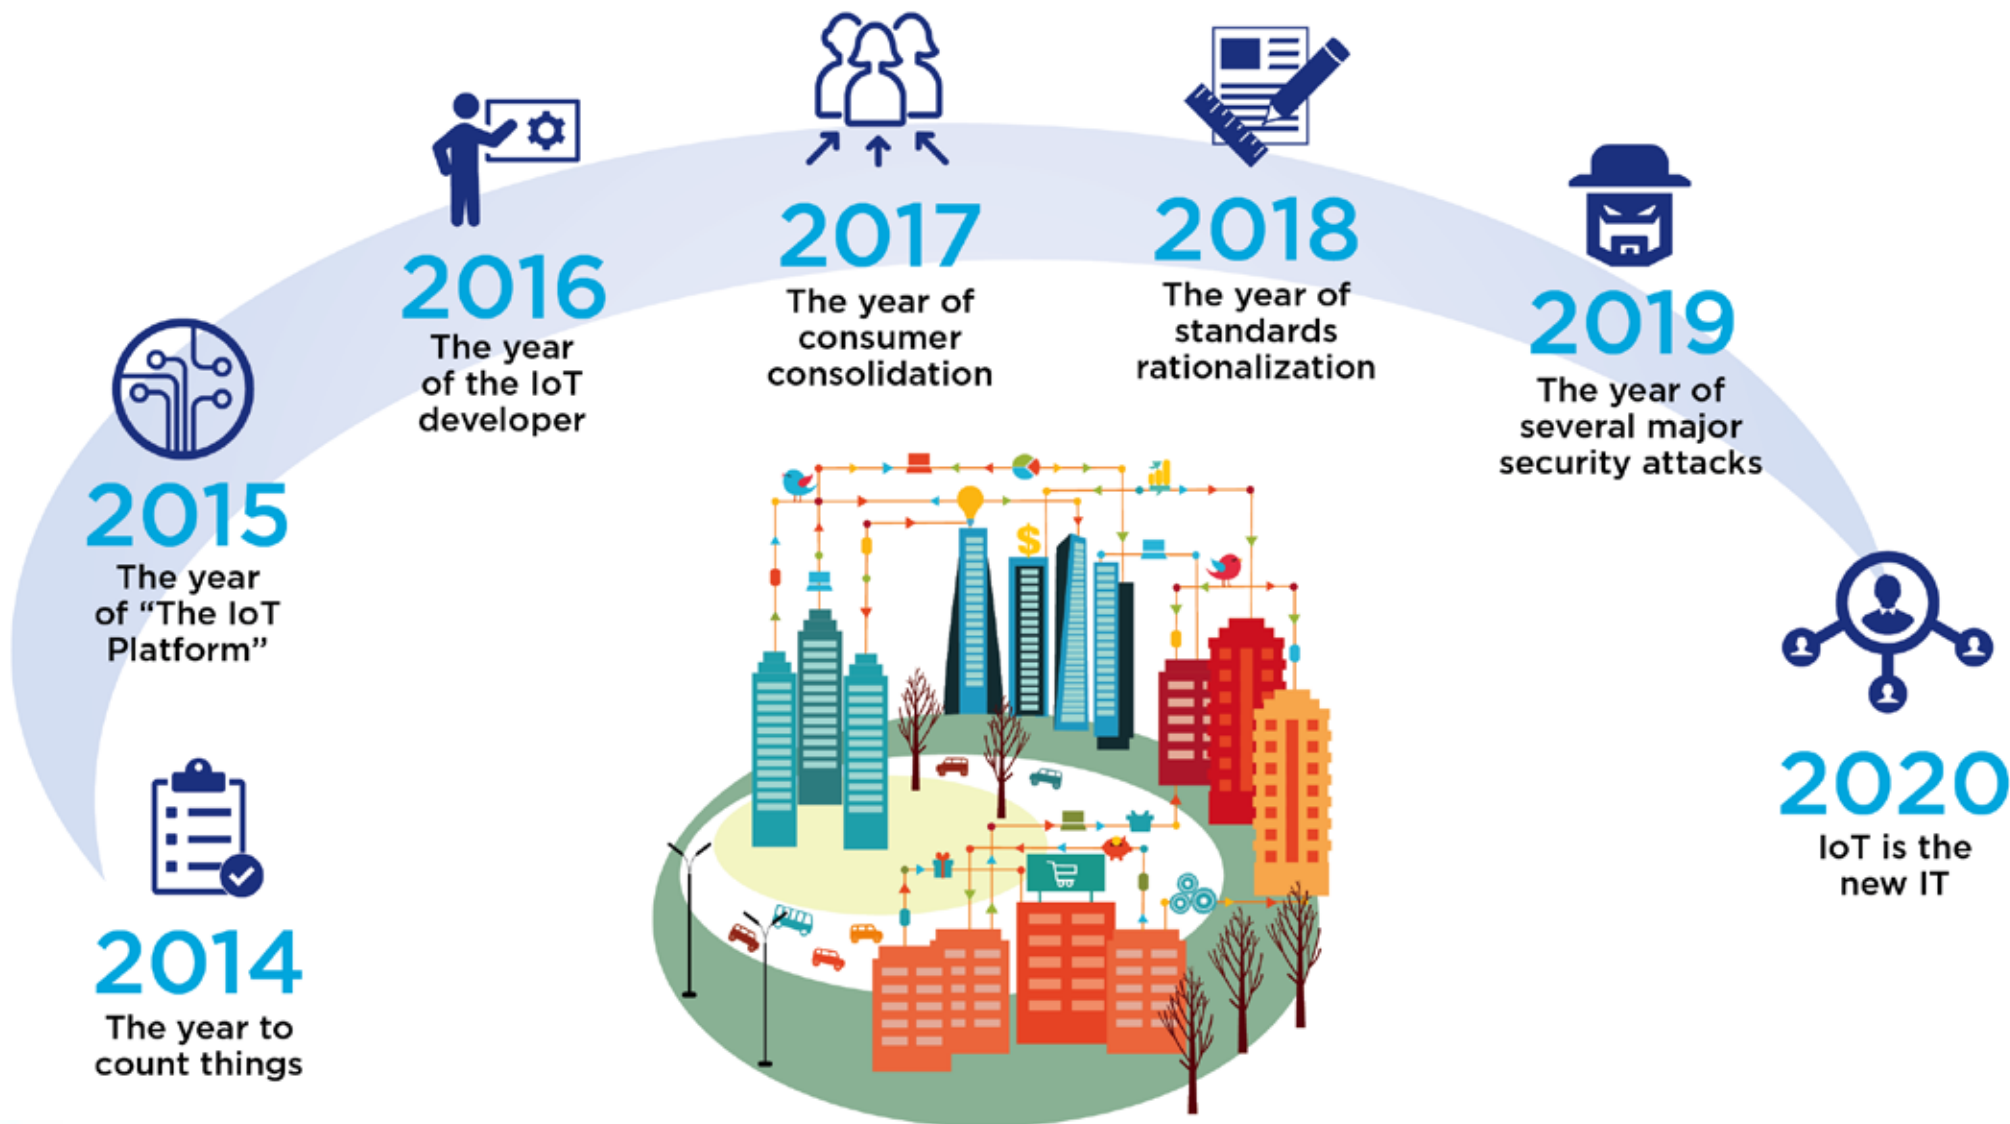 2014
The year to
count things
2015
The year
of “The IoT
Platform”
2016
The year
of the IoT
developer
2017
The year of
consumer
consolidation
2018
The year of
standards
rationalization
2019
The year of
several major
security attacks
2020
IoT is the
new IT
$